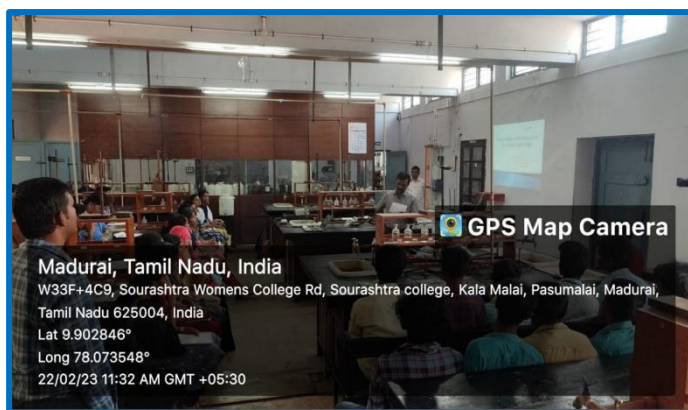 GPS Map Camera
Madurai, Tamil Nadu, India
W33F+4C9, Sourashtra Womens College Rd, Sourashtra college, Kala Malai, Pasumalai, Madurai,
Tamil Nadu 625004, India
Lat 9.902846°
Long 78.073548°
22/02/23 11:32 AM GMT +05:30